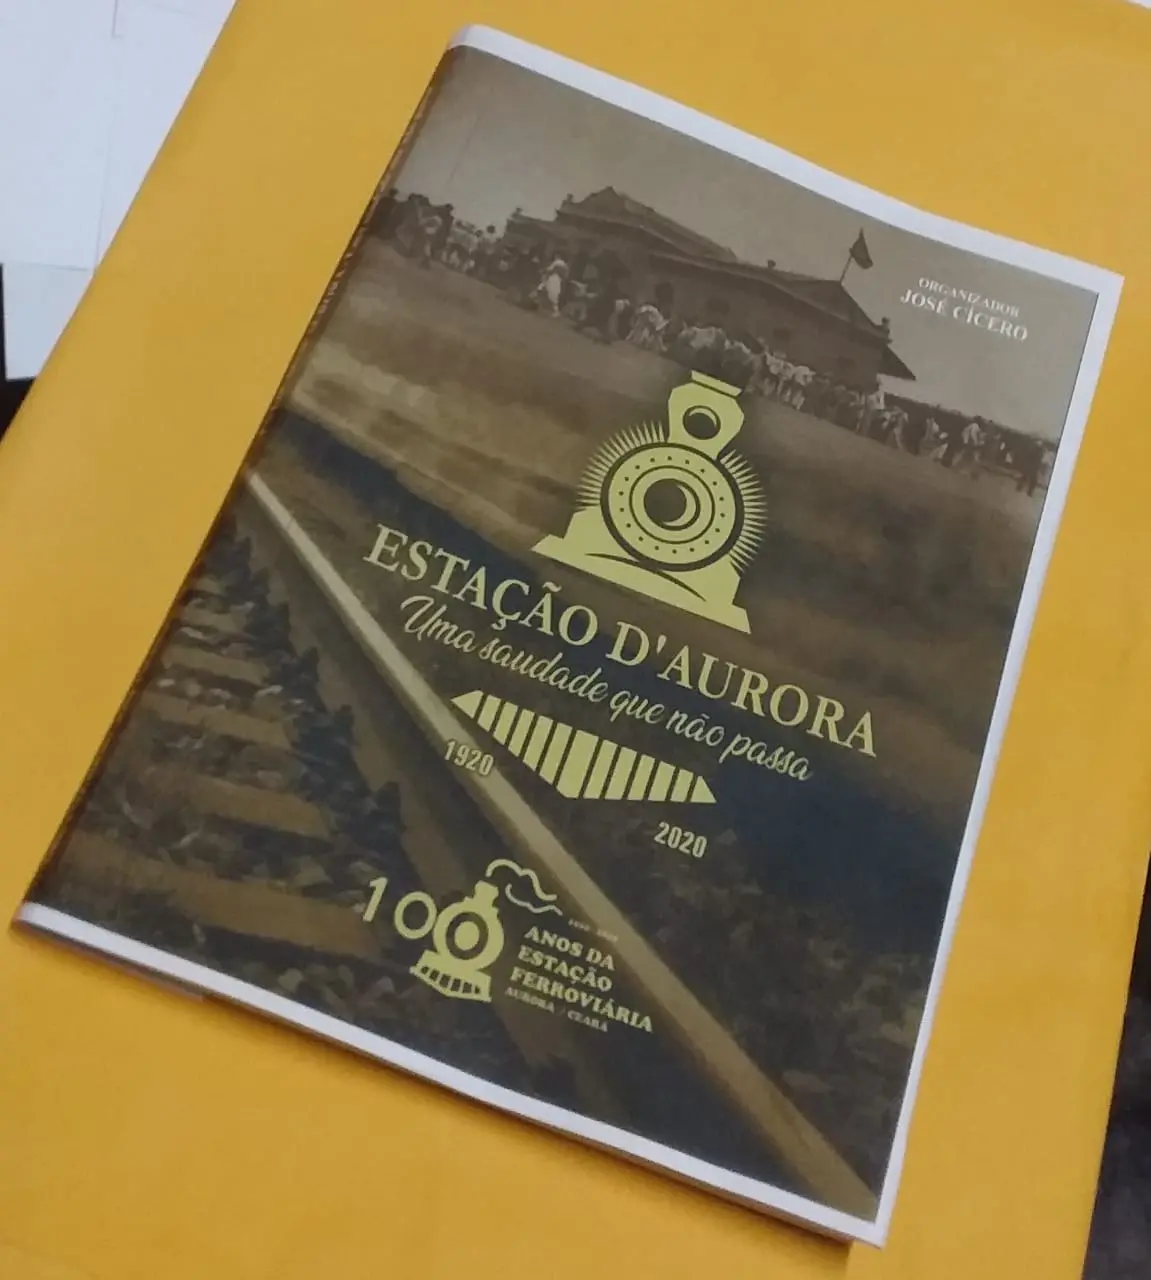 ORGANIZADOR
JOSÉ CÍCERO
ESTAÇÃO D'AURORA
Uma saudade que não passa
1920
2020
100
ANOS DA
ESTAÇÃO
FERROVIÁRIA
AURORA / CEARÁ